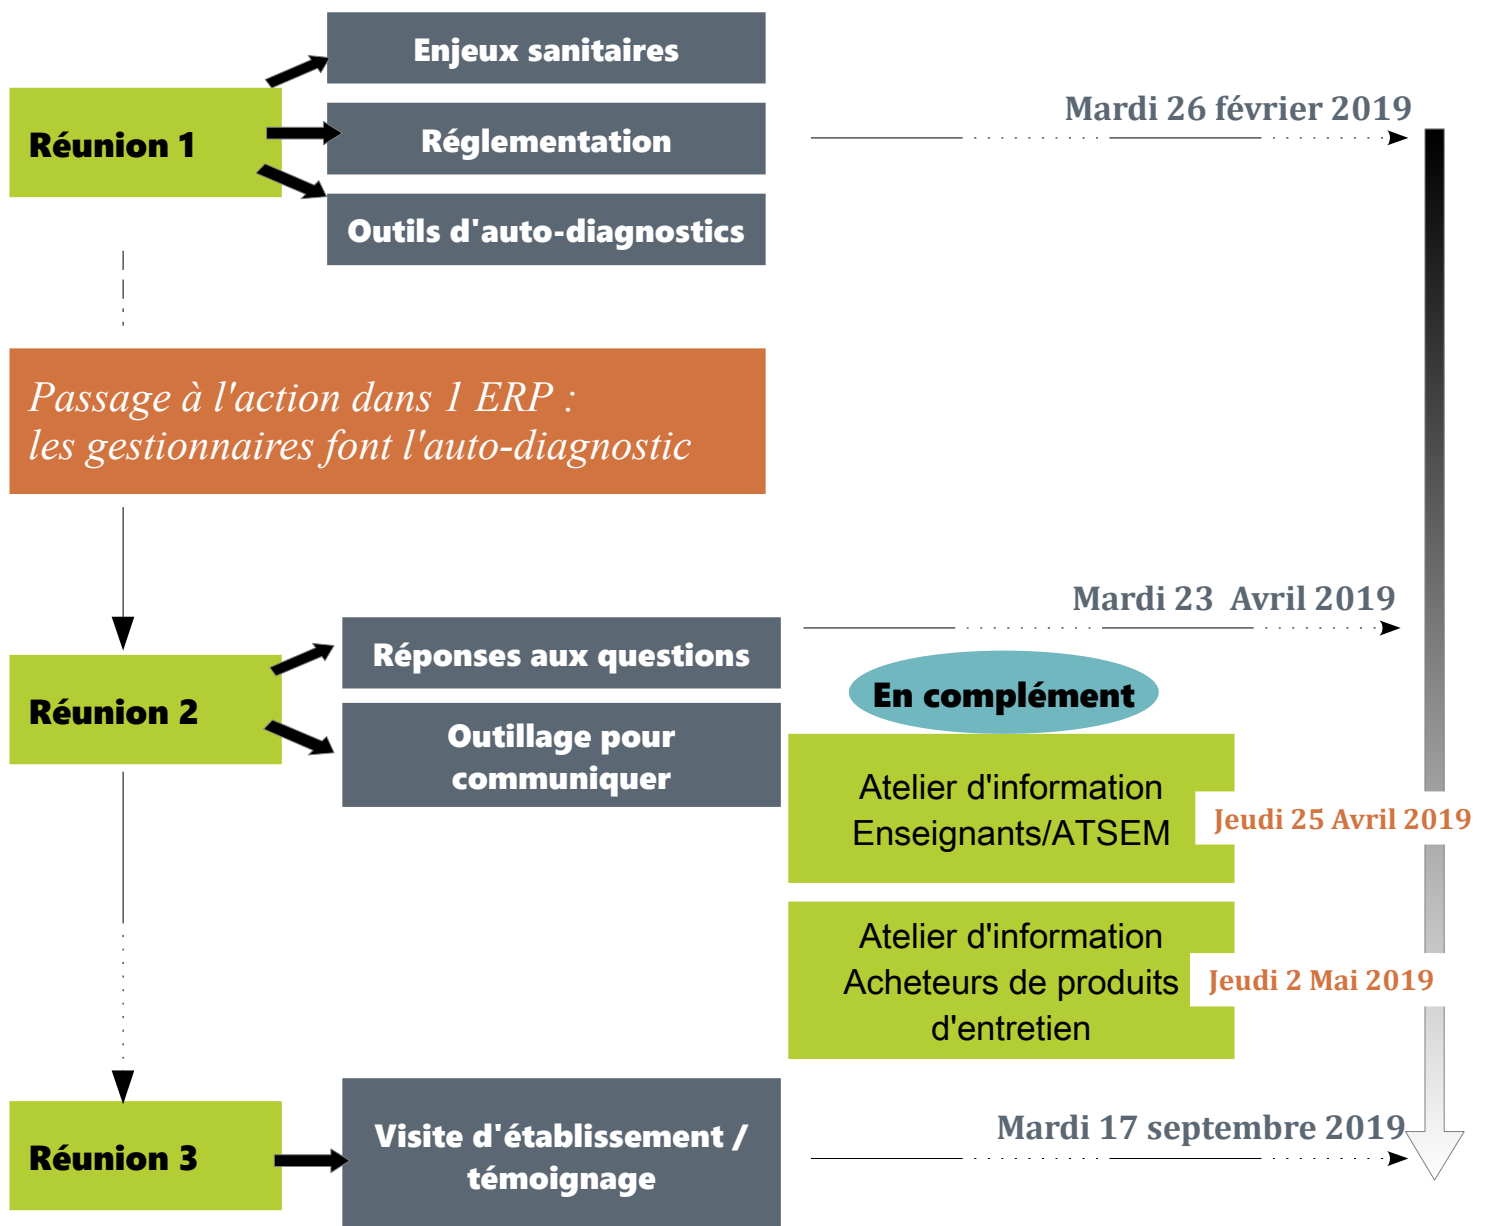 Enjeux sanitaires
Mardi 26 février 2019
Réunion 1
Réglementation
Outils d'auto-diagnostics
Passage à l'action dans 1 ERP :
les gestionnaires font l'auto-diagnostic
Mardi 23  Avril 2019
Réunion 2
Réponses aux questions
Outillage pour
communiquer
En complément
Atelier d'information
Enseignants/ATSEM
Jeudi 25 Avril 2019
Atelier d'information
Acheteurs de produits
d'entretien
Jeudi 2 Mai 2019
Réunion 3
Visite d'établissement /
témoignage
Mardi 17 septembre 2019